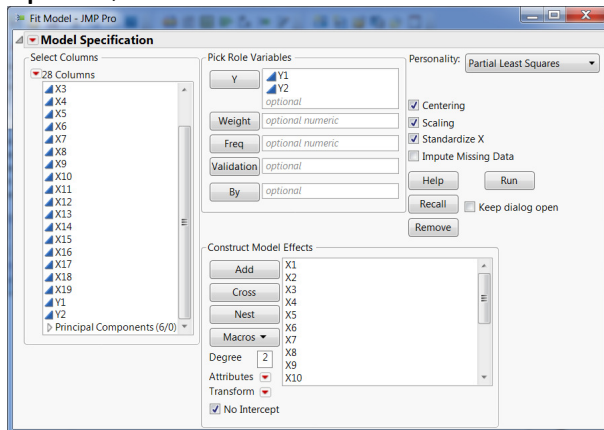 Fit Model - JMP Pro
Model Specification
Select Columns
28 Columns
X3
X4
X5
X6
X7
X8
X9
X10
X11
X12
X13
X14
X15
X16
X17
X18
X19
Y1
Y2
Principal Components (6/0)
Pick Role Variables
Y
Y1
Y2
optional
Weight
optional numeric
Freq
optional numeric
Validation
optional
By
optional
Personality:
Partial Least Squares
Centering
Scaling
Standardize X
Impute Missing Data
Help
Run
Recall
Keep dialog open
Remove
Construct Model Effects
Add
Cross
Nest
Macros
Degree
2
Attributes
Transform
No Intercept
X1
X2
X3
X4
X5
X6
X7
X8
X9
X10